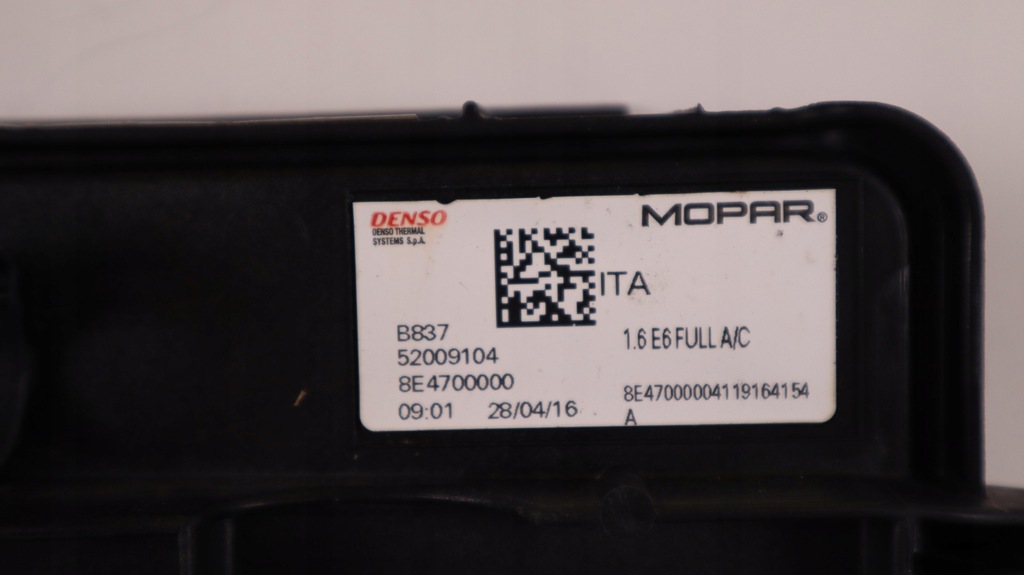 DENSO
DENSO THERMAL
SYSTEMS S.p.A.
MOPAR®
ITA
B837
52009104
8E4700000
09:01 28/04/16
1.6 E6 FULL A/C
8E47000004119164154
A